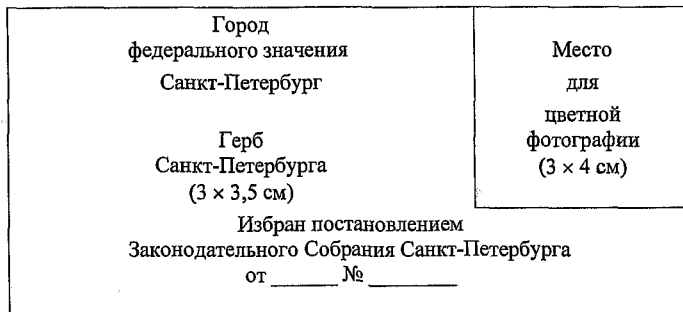 Город
федерального значения
Санкт-Петербург
Герб
Санкт-Петербурга
(3 × 3,5 см)
Место
для
цветной
фотографии
(3 × 4 см)
Избран постановлением
Законодательного Собрания Санкт-Петербурга
от ______ № ________